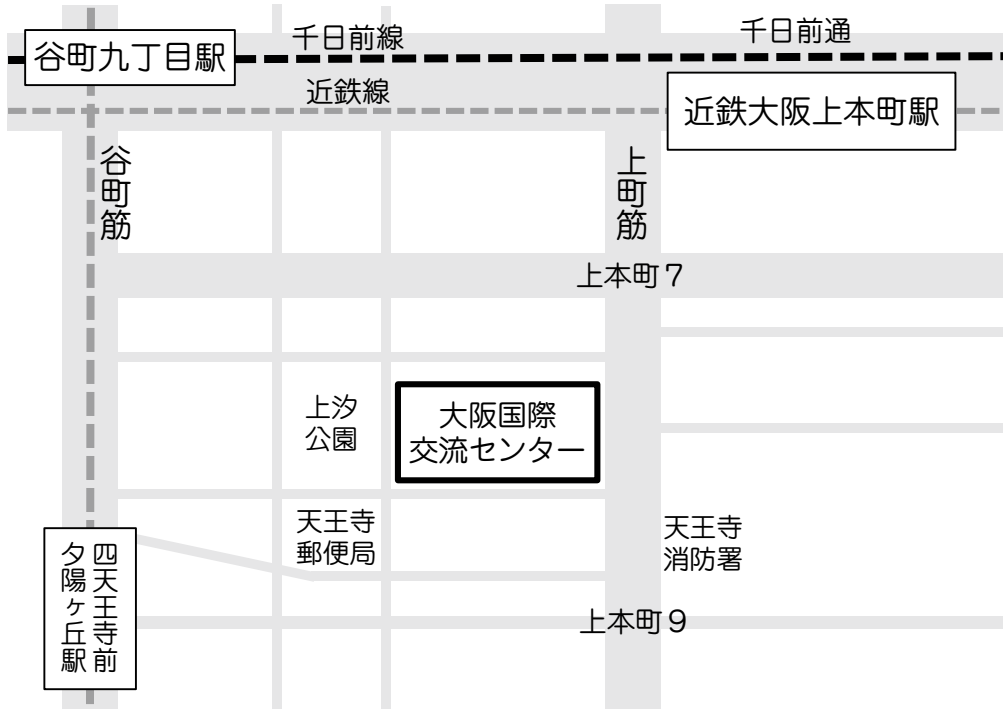 千日前線
千日前通
谷町九丁目駅
近鉄線
近鉄大阪上本町駅
谷町筋
上町筋
上本町７
上汐
公園
大阪国際
交流センター
天王寺
郵便局
天王寺
消防署
四天王寺前
夕陽ヶ丘駅
上本町９